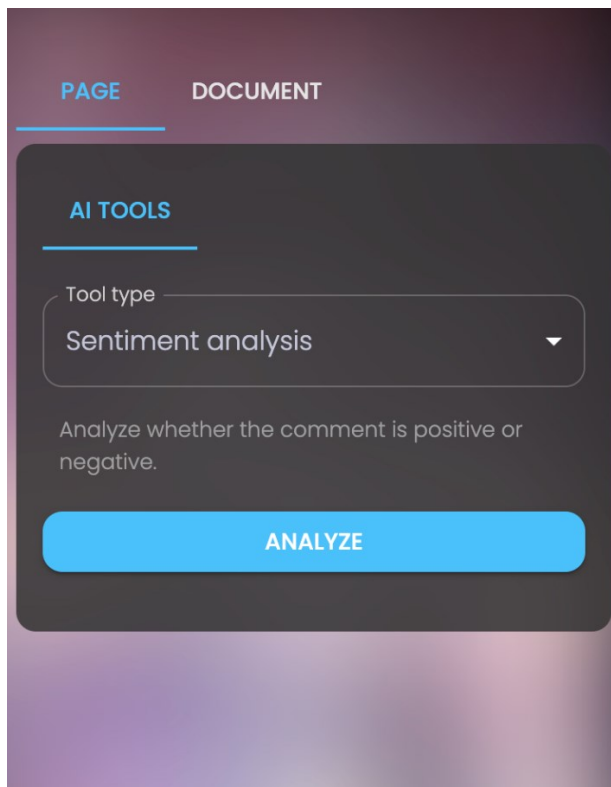 PAGE DOCUMENT
AI TOOLS
Tool type
Sentiment analysis
Analyze whether the comment is positive or
negative.
ANALYZE